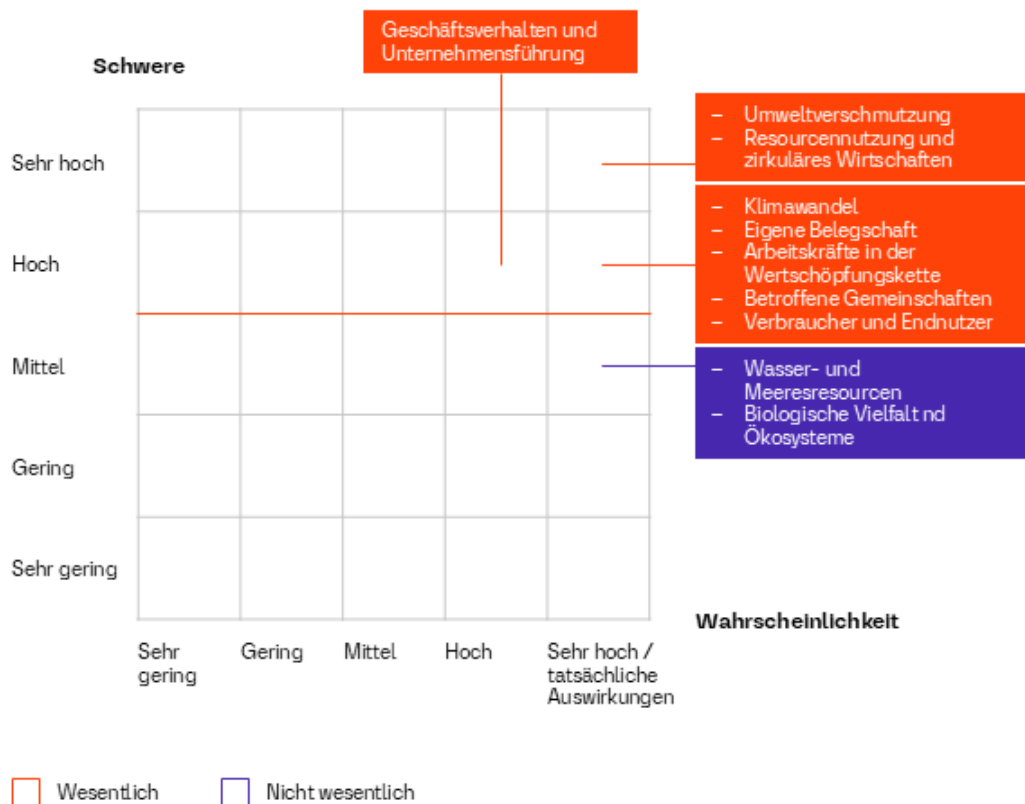 Geschäftsverhalten und
Unternehmensführung
Schwere
– Umweltverschmutzung
– Resourcennutzung und
zirkuläres Wirtschaften
Sehr hoch
– Klimawandel
– Eigene Belegschaft
– Arbeitskräfte in der
Wertschöpfungskette
– Betroffene Gemeinschaften
– Verbraucher und Endnutzer
Hoch
Mittel
– Wasser- und
Meeresresourcen
– Biologische Vielfalt nd
Ökosysteme
Gering
Sehr gering
Wahrscheinlichkeit
Sehr
gering
Gering
Mittel
Hoch
Sehr hoch /
tatsächliche
Auswirkungen
Wesentlich
Nicht wesentlich